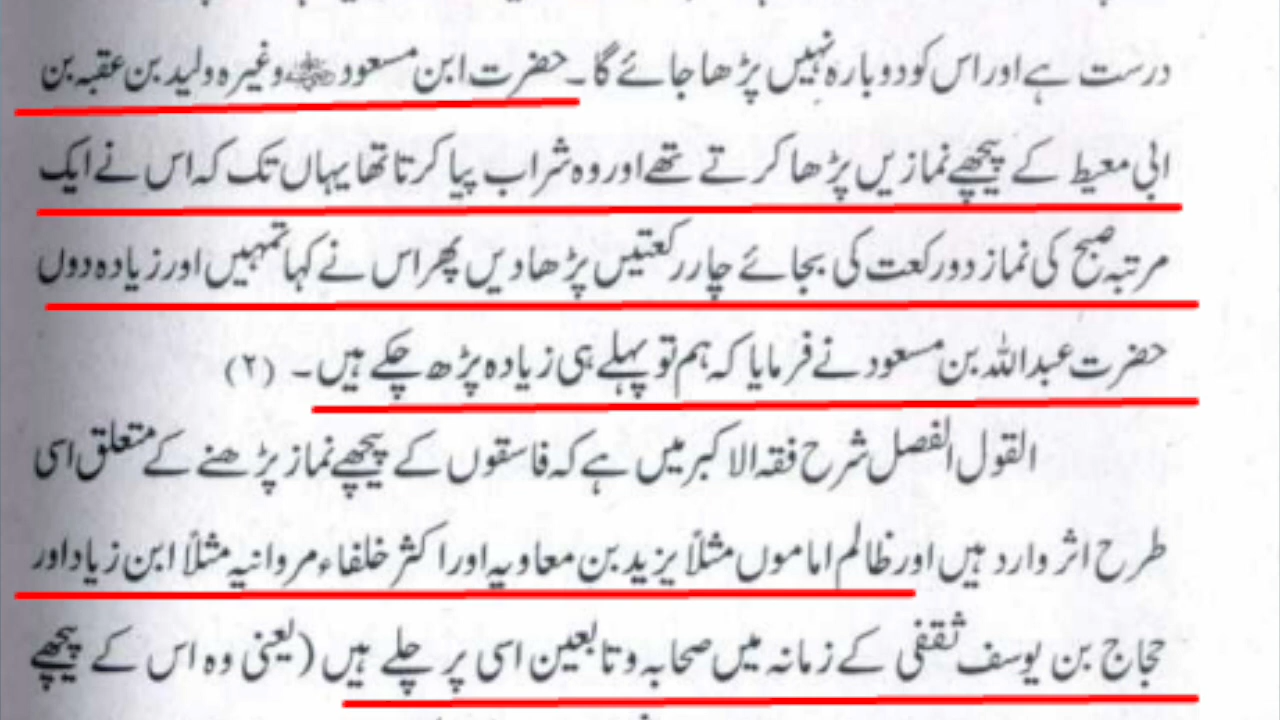 درست ہے اور اس کو دوبارہ نہیں پڑھا جائے گا۔ حضرت ابن مسعود رضی اللہ عنہ وغیرہ ولید بن عقبہ بن
ابی معیط کے پیچھے نمازیں پڑھا کرتے تھے اور وہ شراب پیا کرتا تھا یہاں تک کہ اس نے ایک
مرتبہ صبح کی نماز دو رکعت کی بجائے چار رکعتیں پڑھا دیں پھر اس نے کہا تمہیں اور زیادہ دوں
حضرت عبداللہ بن مسعود نے فرمایا کہ ہم تو پہلے ہی زیادہ پڑھ چکے ہیں۔ (۲)
القول الفصل شرح فقہ الاکبر میں ہے کہ فاسقوں کے پیچھے نماز پڑھنے کے متعلق اسی
طرح اثر وارد ہیں اور ظالم اماموں مثلاً یزید بن معاویہ اور اکثر خلفاء مروانیہ مثلاً ابن زیاد اور
حجاج بن یوسف ثقفی کے زمانہ میں صحابہ و تابعین اسی پر چلے ہیں (یعنی وہ اس کے پیچھے